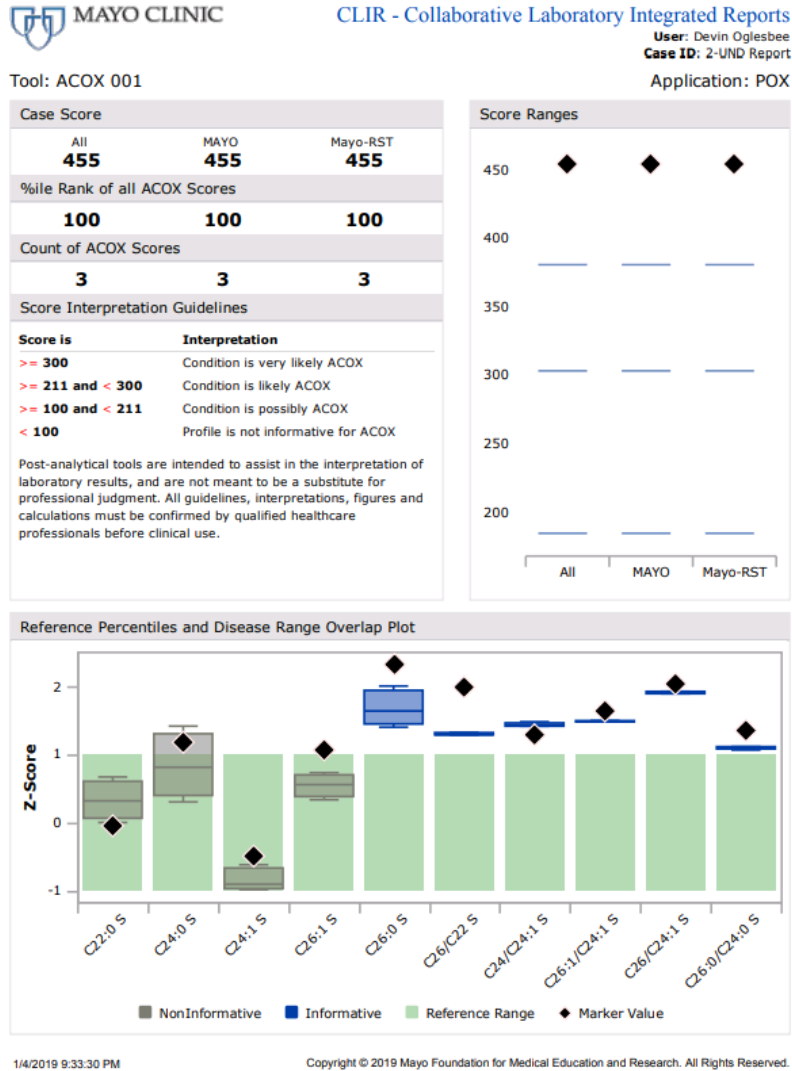 MAYO CLINIC
CLIR - Collaborative Laboratory Integrated Reports
User: Devin Oglesbee
Case ID: 2-UND Report
Tool: ACOX 001
Application: POX
Case Score
All MAYO Mayo-RST
455 455 455
%ile Rank of all ACOX Scores
100 100 100
Count of ACOX Scores
3 3 3
Score Interpretation Guidelines
Score is Interpretation
>= 300 Condition is very likely ACOX
>= 211 and < 300 Condition is likely ACOX
>= 100 and < 211 Condition is possibly ACOX
< 100 Profile is not informative for ACOX
Post-analytical tools are intended to assist in the interpretation of
laboratory results, and are not meant to be a substitute for
professional judgment. All guidelines, interpretations, figures and
calculations must be confirmed by qualified healthcare
professionals before clinical use.
Score Ranges
450
400
350
300
250
200
All MAYO Mayo-RST
Reference Percentiles and Disease Range Overlap Plot
Z-Score
2
1
0
-1
C22:0 S
C24:0 S
C24:1 S
C26:1 S
C26:0 S
C26/C22 S
C24/C24:1 S
C26:1/C24:1 S
C26/C24:1 S
C26:0/C24:0 S
NonInformative Informative Reference Range Marker Value
1/4/2019 9:33:30 PM
Copyright © 2019 Mayo Foundation for Medical Education and Research. All Rights Reserved.